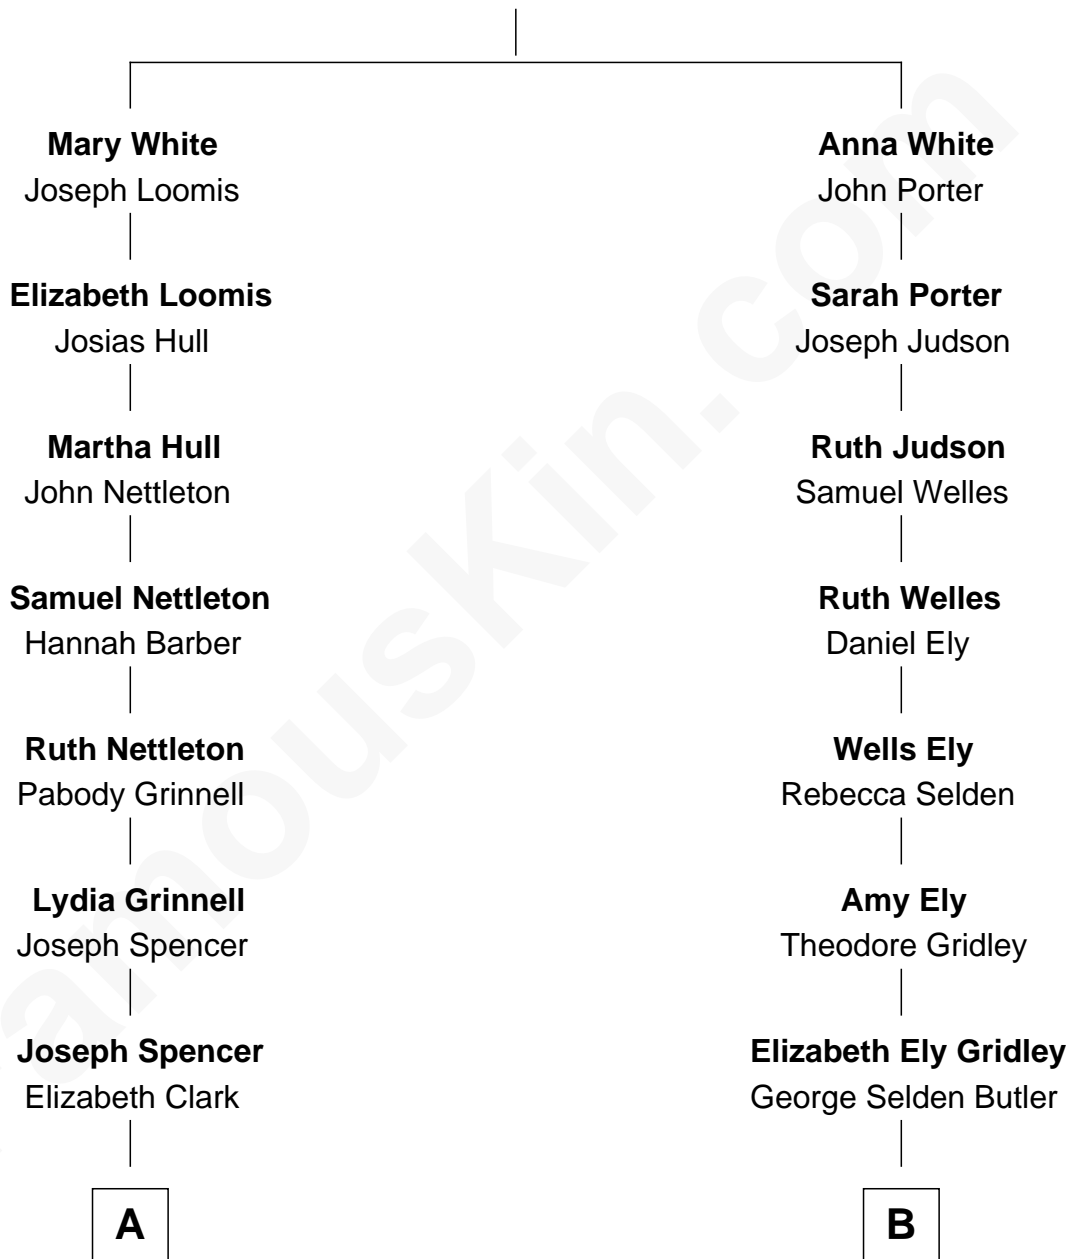 Mary White
Joseph Loomis
Elizabeth Loomis
Josias Hull
Martha Hull
John Nettleton
Samuel Nettleton
Hannah Barber
Ruth Nettleton
Pabody Grinnell
Lydia Grinnell
Joseph Spencer
Joseph Spencer
Elizabeth Clark
A
Anna White
John Porter
Sarah Porter
Joseph Judson
Ruth Judson
Samuel Welles
Ruth Welles
Daniel Ely
Wells Ely
Rebecca Selden
Amy Ely
Theodore Gridley
Elizabeth Ely Gridley
George Selden Butler
B
amousKin.com